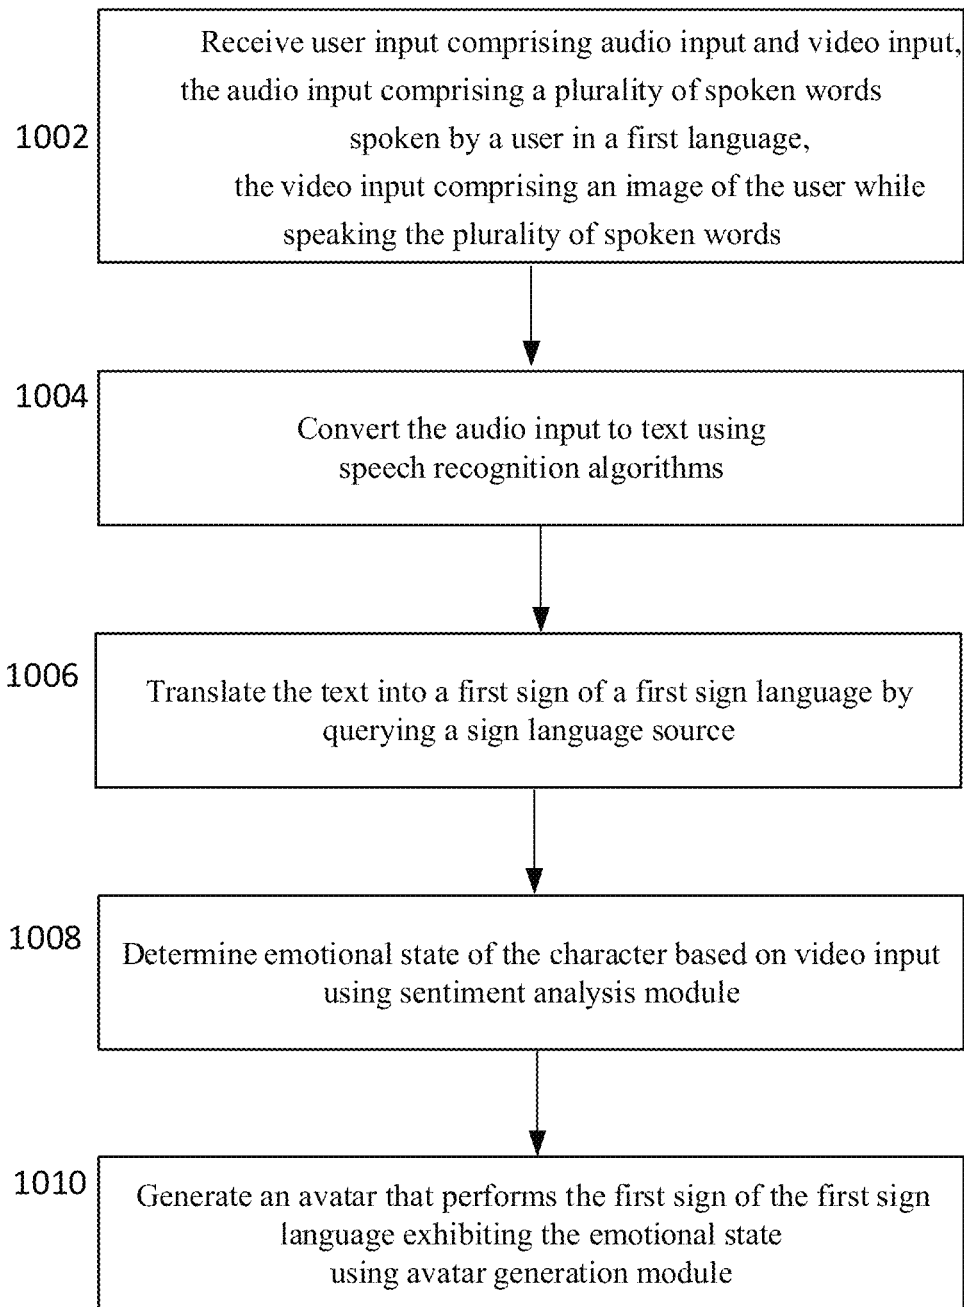 Receive user input comprising audio input and video input,
the audio input comprising a plurality of spoken words
1002
spoken by a user in a first language,
the video input comprising an image of the user while
speaking the plurality of spoken words
1004
Convert the audio input to text using
speech recognition algorithms
1006
Translate the text into a first sign of a first sign language by
querying a sign language source
1008
Determine emotional state of the character based on video input
using sentiment analysis module
1010
Generate an avatar that performs the first sign of the first sign
language exhibiting the emotional state
using avatar generation module